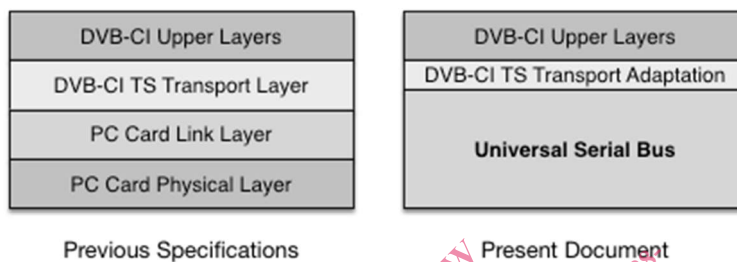 DVB-CI Upper Layers
DVB-CI TS Transport Layer
PC Card Link Layer
PC Card Physical Layer
Previous Specifications
DVB-CI Upper Layers
DVB-CI TS Transport Adaptation
Universal Serial Bus
Present Document